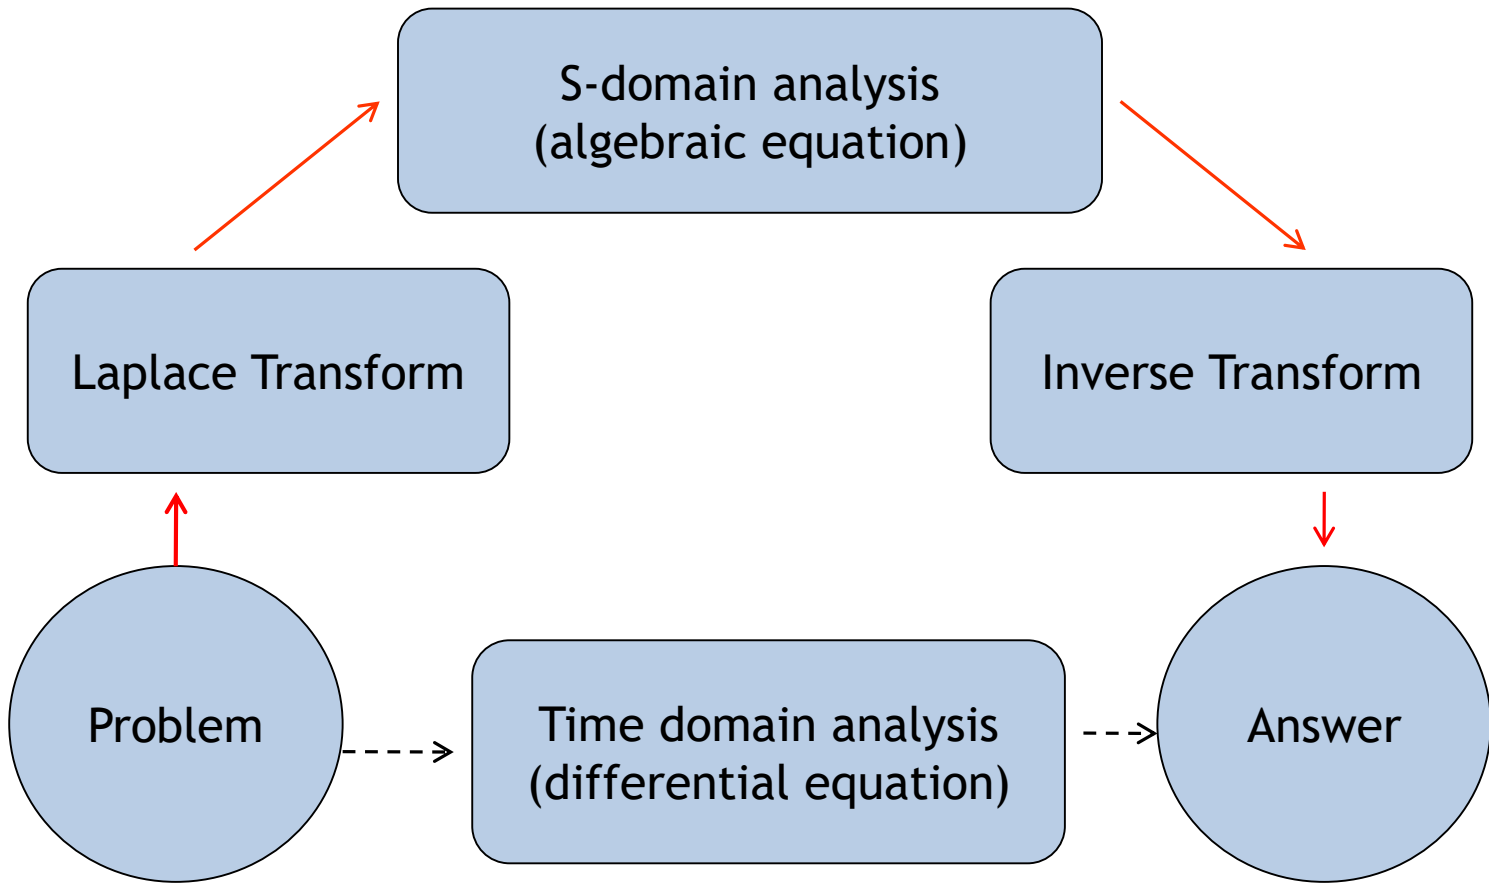 S-domain analysis
(algebraic equation)
Laplace Transform
Inverse Transform
Problem
Time domain analysis
(differential equation)
Answer